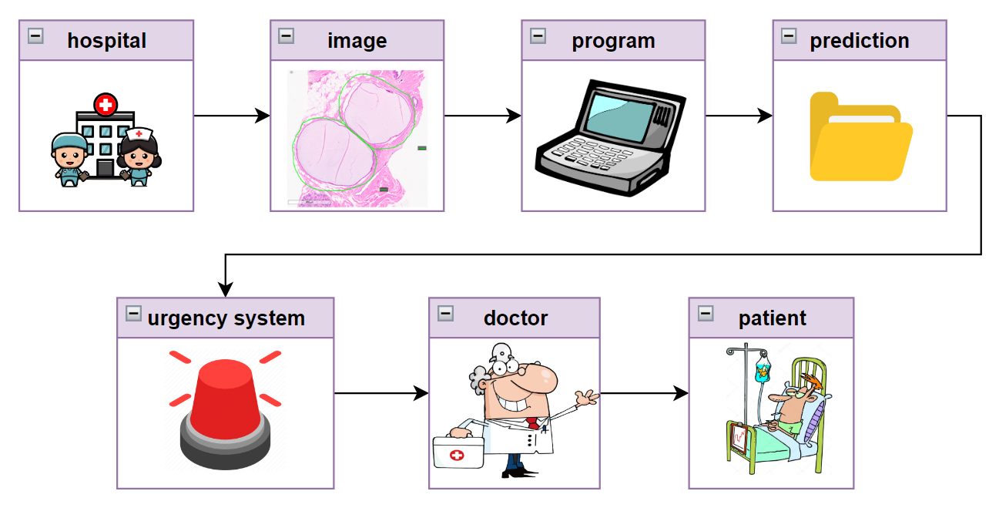 hospital
image
program
prediction
urgency system
doctor
patient